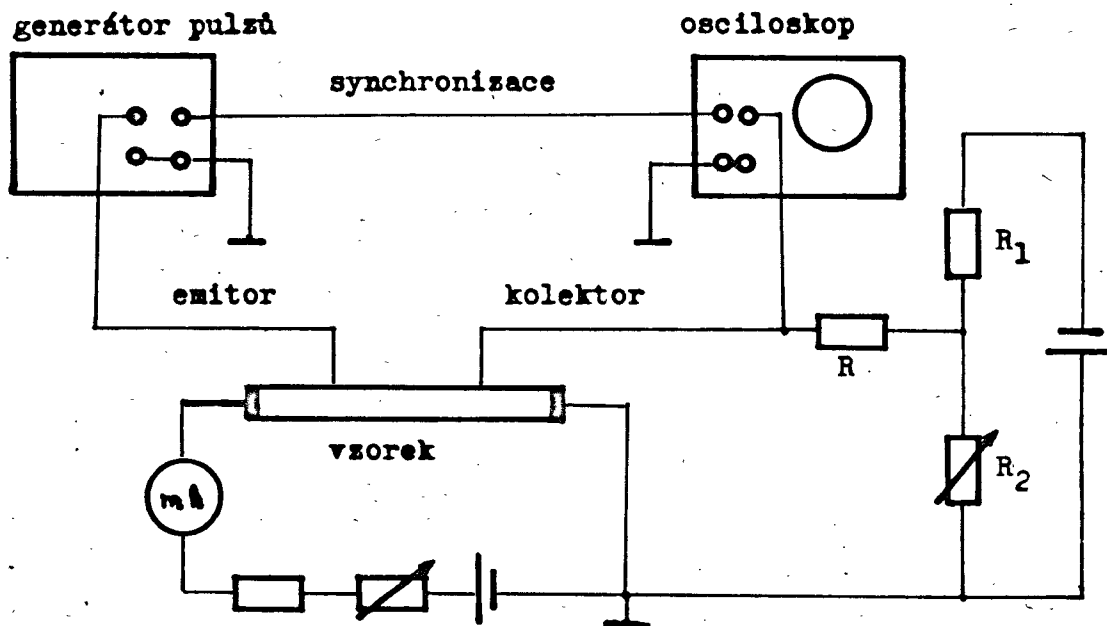 generátor pulzů
osciloskop
synchronizace
R₁
emitor
kolektor
R
vzorek
R₂
mA